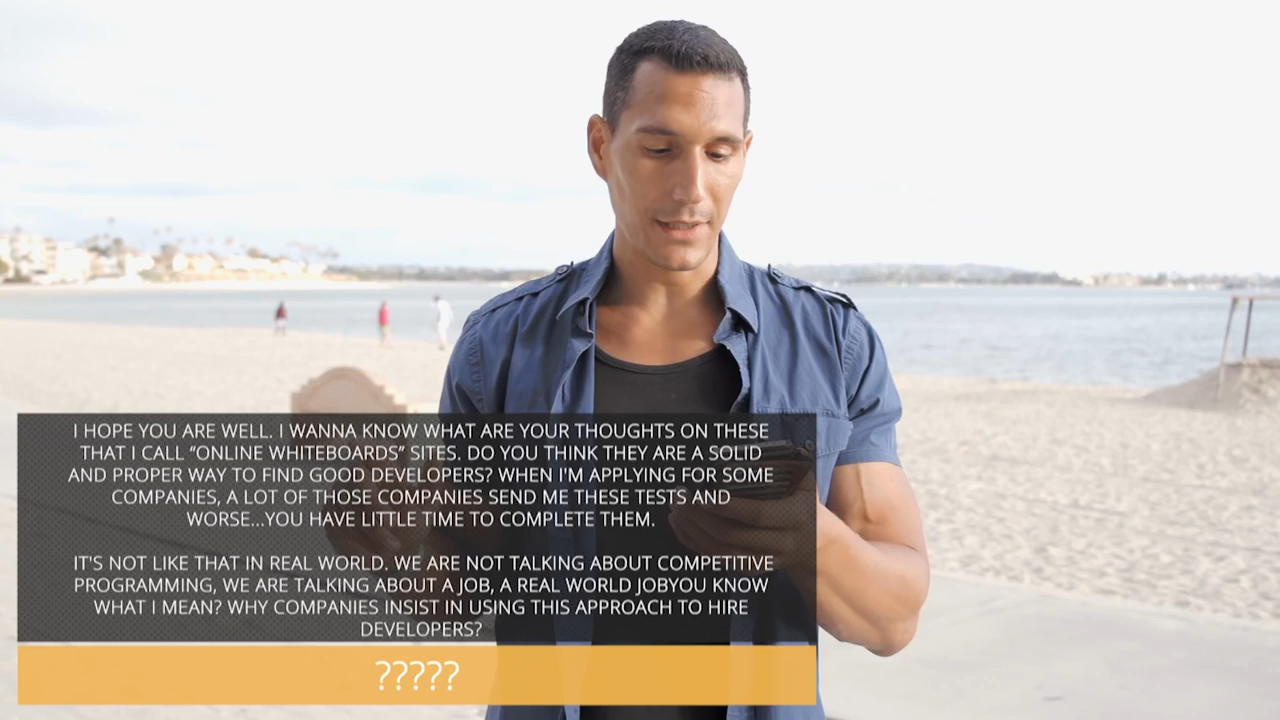 I HOPE YOU ARE WELL. I WANNA KNOW WHAT ARE YOUR THOUGHTS ON THESE
THAT I CALL “ONLINE WHITEBOARDS” SITES. DO YOU THINK THEY ARE A SOLID
AND PROPER WAY TO FIND GOOD DEVELOPERS? WHEN I'M APPLYING FOR SOME
COMPANIES, A LOT OF THOSE COMPANIES SEND ME THESE TESTS AND
WORSE...YOU HAVE LITTLE TIME TO COMPLETE THEM.
IT'S NOT LIKE THAT IN REAL WORLD. WE ARE NOT TALKING ABOUT COMPETITIVE
PROGRAMMING, WE ARE TALKING ABOUT A JOB, A REAL WORLD JOBYOU KNOW
WHAT I MEAN? WHY COMPANIES INSIST IN USING THIS APPROACH TO HIRE
DEVELOPERS?
?????